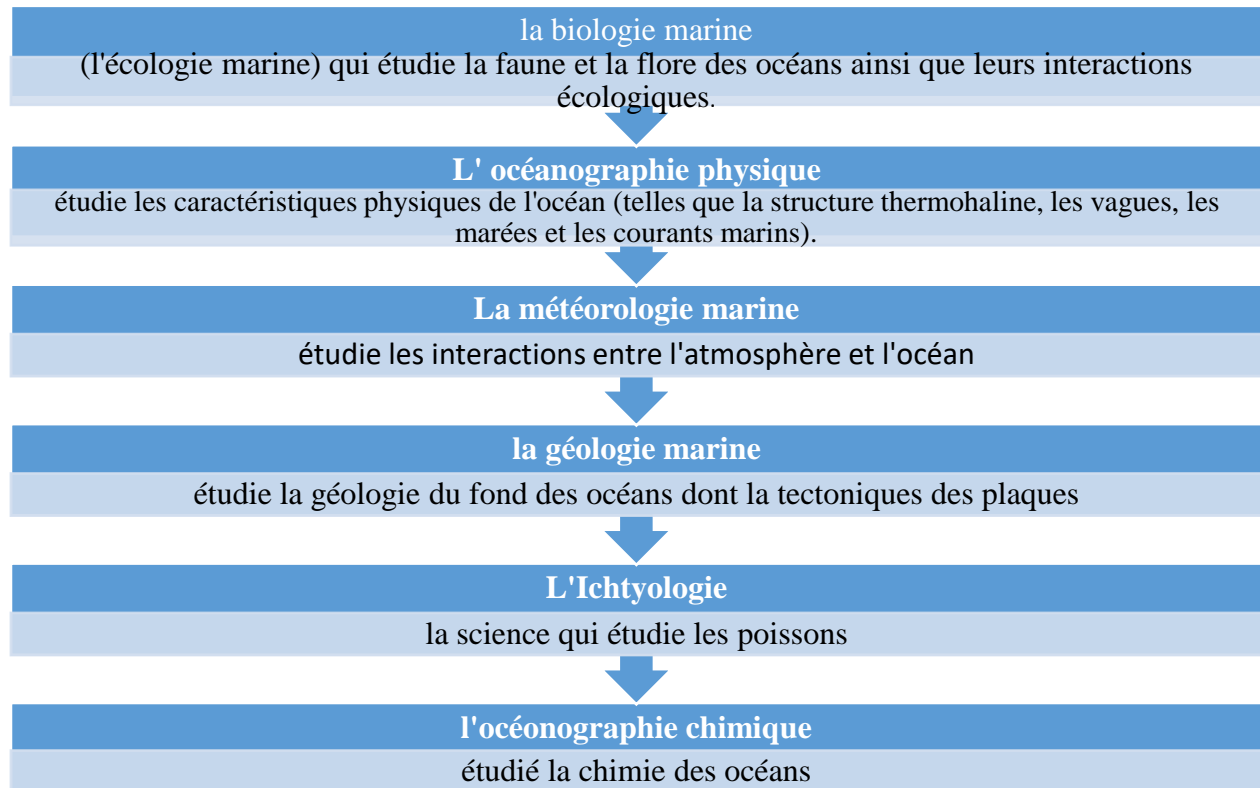 la biologie marine
(l'écologie marine) qui étudie la faune et la flore des océans ainsi que leurs interactions
écologiques.
L' océanographie physique
étudie les caractéristiques physiques de l'océan (telles que la structure thermohaline, les vagues, les
marées et les courants marins).
La météorologie marine
étudie les interactions entre l'atmosphère et l'océan
la géologie marine
étudie la géologie du fond des océans dont la tectoniques des plaques
L'Ichtyologie
la science qui étudie les poissons
l'océonographie chimique
étudié la chimie des océans